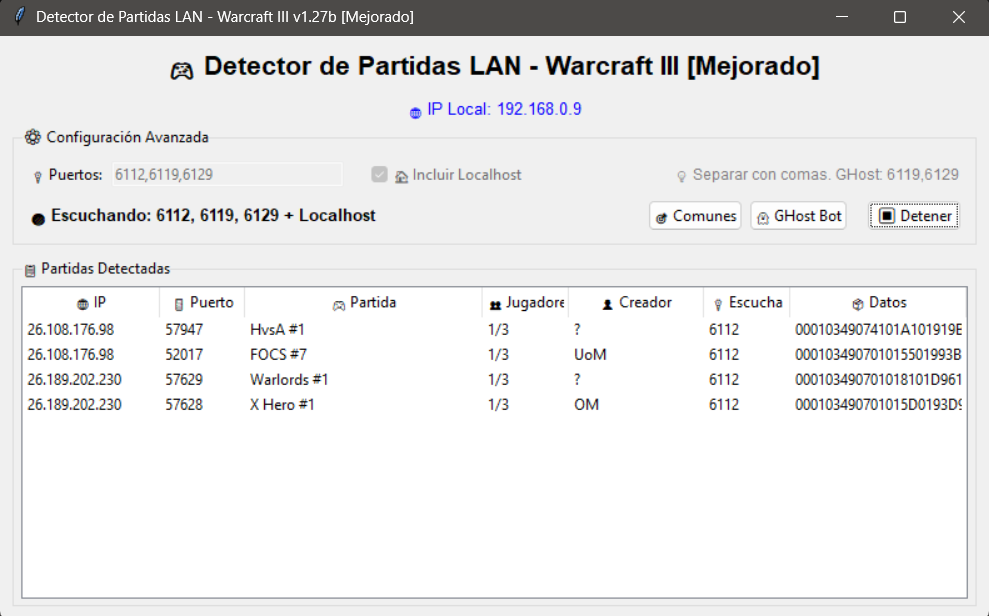 Detector de Partidas LAN - Warcraft III v1.27b [Mejorado]
Detector de Partidas LAN - Warcraft III [Mejorado]
IP Local: 192.168.0.9
Configuración Avanzada
Puertos: 6112,6119,6129 Incluir Localhost Separar con comas. GHost: 6119,6129
Escuchando: 6112, 6119, 6129 + Localhost Comunes GHost Bot Detener
Partidas Detectadas
IP Puerto Partida Jugadore Creador Escucha Datos
26.108.176.98 57947 HvsA #1 1/3 ? 6112 00010349074101A101919E
26.108.176.98 52017 FOCS #7 1/3 UoM 6112 000103490701015501993B
26.189.202.230 57629 Warlords #1 1/3 ? 6112 000103490701018101D961
26.189.202.230 57628 X Hero #1 1/3 OM 6112 000103490701015D0193D9